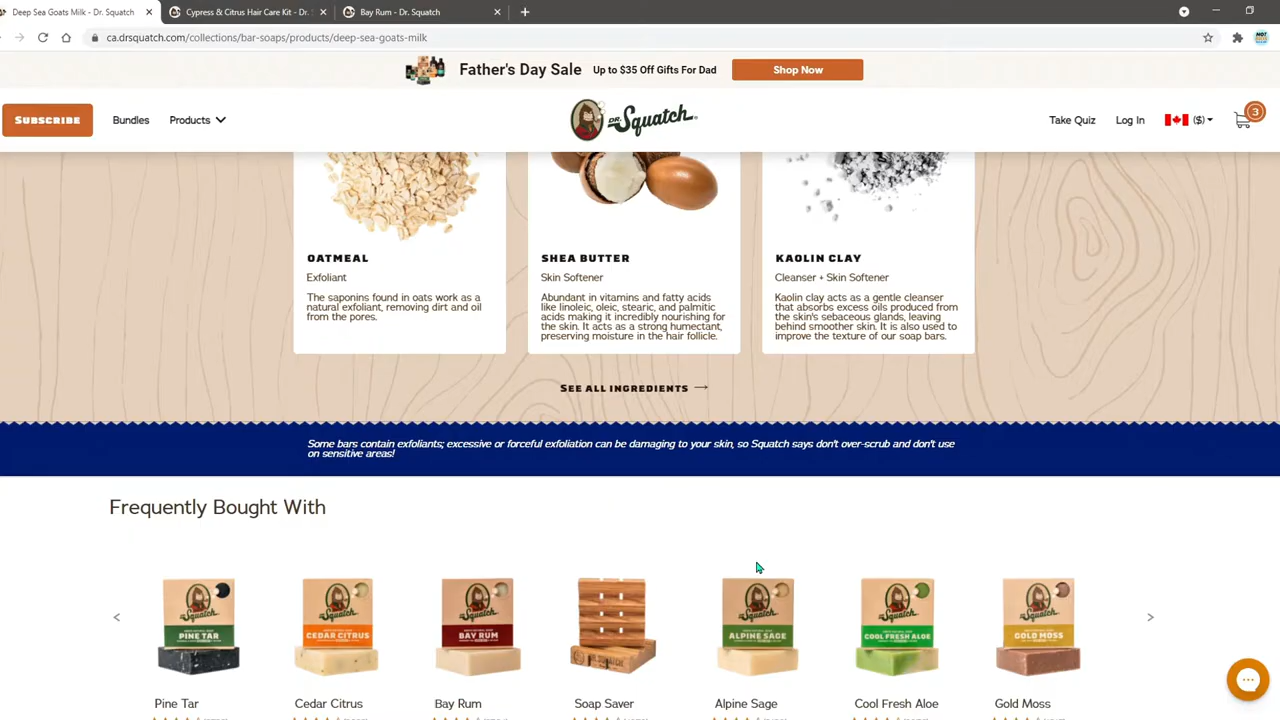 Deep Sea Goats Milk - Dr. Squatch
Cypress & Citrus Hair Care Kit - Dr.
Bay Rum - Dr. Squatch
ca.drsquatch.com/collections/bar-soaps/products/deep-sea-goats-milk
Father's Day Sale Up to $35 Off Gifts For Dad Shop Now
SUBSCRIBE Bundles Products DR. Squatch Take Quiz Log In ($) 3
OATMEAL
Exfoliant
The saponins found in oats work as a
natural exfoliant, removing dirt and oil
from the pores.
SHEA BUTTER
Skin Softener
Abundant in vitamins and fatty acids
like linoleic, oleic, stearic, and palmitic
acids making it incredibly nourishing for
the skin. It acts as a strong humectant,
preserving moisture in the hair follicle.
KAOLIN CLAY
Cleanser + Skin Softener
Kaolin clay acts as a gentle cleanser
that absorbs excess oils produced from
the skin's sebaceous glands, leaving
behind smoother skin. It is also used to
improve the texture of our soap bars.
SEE ALL INGREDIENTS
Some bars contain exfoliants; excessive or forceful exfoliation can be damaging to your skin, so Squatch says don't over-scrub and don't use
on sensitive areas!
Frequently Bought With
Squatch
PINE TAR
Squatch
CEDAR CITRUS
Squatch
BAY RUM
DR. SQUATCH
Squatch
ALPINE SAGE
Squatch
COOL FRESH ALOE
Squatch
GOLD MOSS
Pine Tar
Cedar Citrus
Bay Rum
Soap Saver
Alpine Sage
Cool Fresh Aloe
Gold Moss